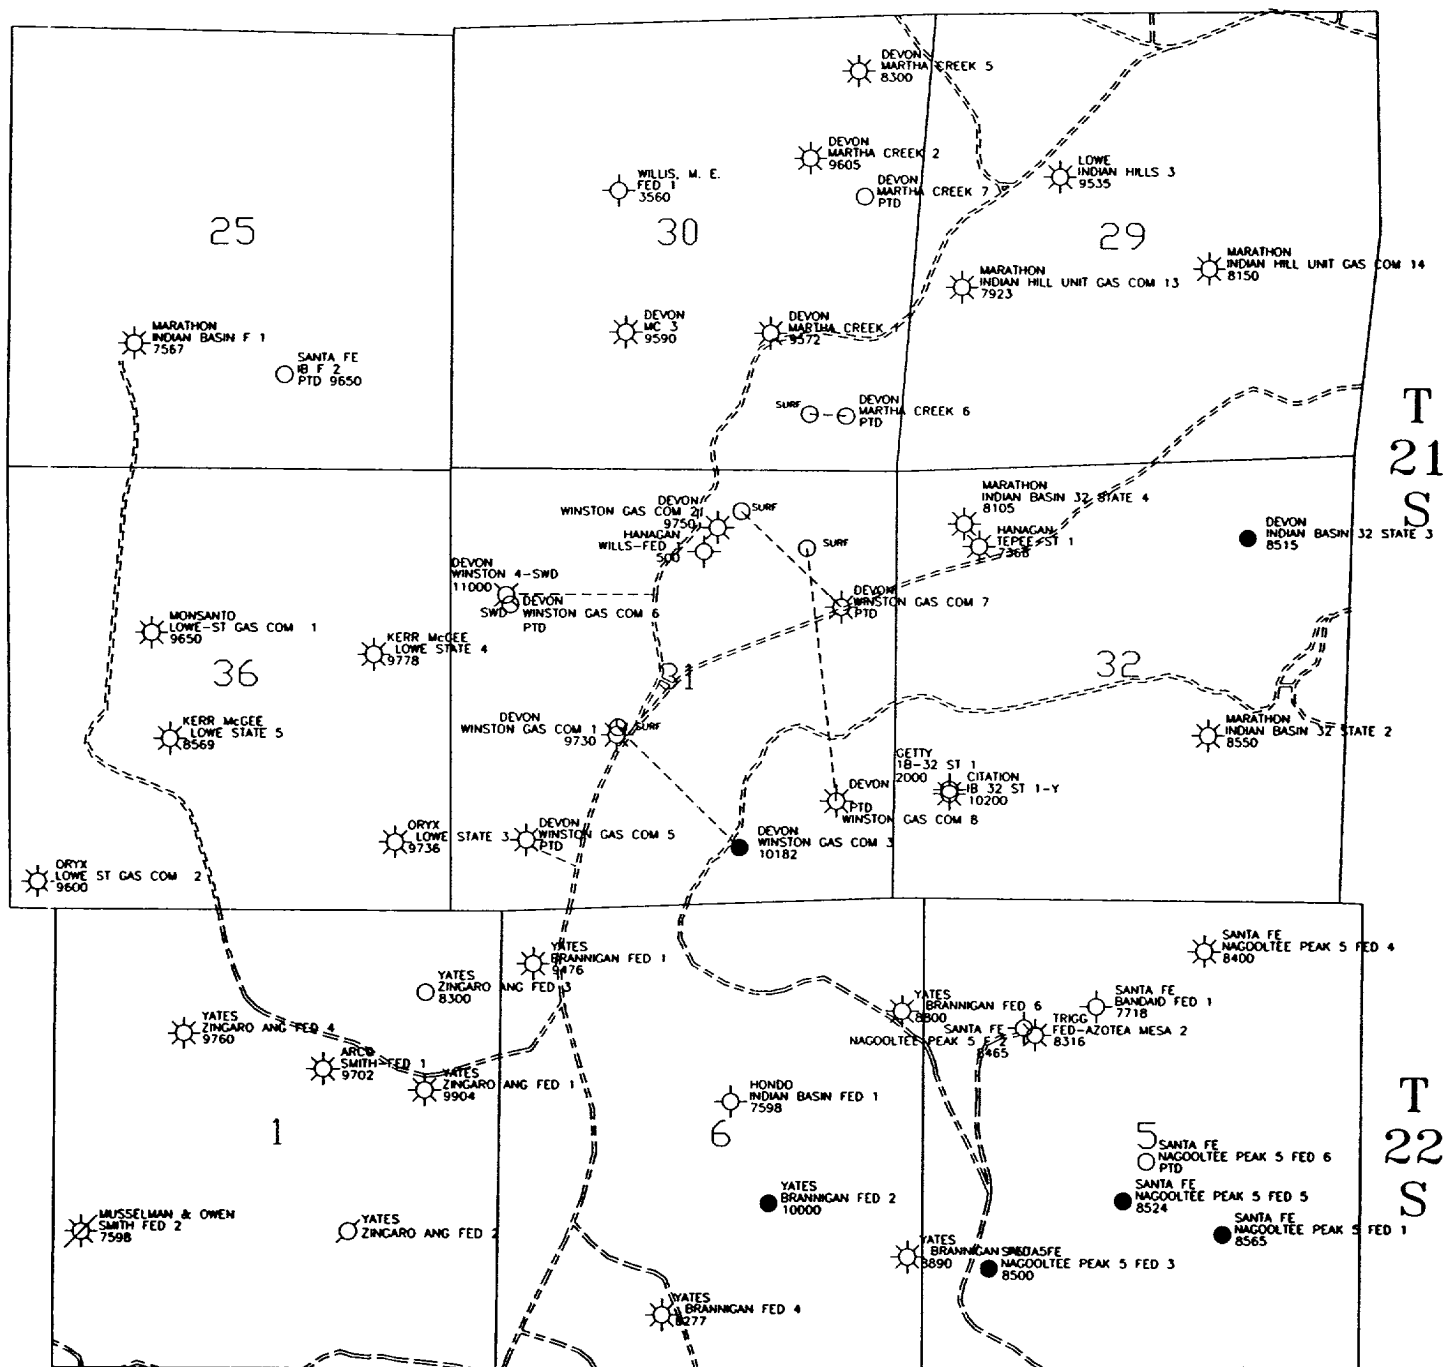 DEVON
MARTHA CREEK 5
8300
DEVON
MARTHA CREEK 2
9605
WILLIS, M. E.
FED 1
3560
DEVON
MARTHA CREEK 7
PTD
LOWE
INDIAN HILLS 3
9535
25
30
29
MARATHON
INDIAN HILL UNIT GAS COM 14
8150
MARATHON
INDIAN HILL UNIT GAS COM 13
7923
MARATHON
INDIAN BASIN F 1
7567
SANTA FE
IB F 2
PTD 9650
DEVON
MC 3
9590
DEVON
MARTHA CREEK 1
9572
SURF
DEVON
MARTHA CREEK 6
PTD
T
21
S
DEVON
WINSTON GAS COM 2
9750
SURF
HANAGAN
WILLS-FED 1
500
SURF
MARATHON
INDIAN BASIN 32 STATE 4
8105
HANAGAN
TEPEE-ST 1
7368
DEVON
INDIAN BASIN 32 STATE 3
8515
DEVON
WINSTON 4-SWD
11000
SWD
DEVON
WINSTON GAS COM 6
PTD
DEVON
WINSTON GAS COM 7
PTD
MONSANTO
LOWE-ST GAS COM 1
9650
KERR McGEE
LOWE STATE 4
9778
36
31
32
KERR McGEE
LOWE STATE 5
8569
DEVON
WINSTON GAS COM 1
9730
SURF
MARATHON
INDIAN BASIN 32 STATE 2
8550
GETTY
IB-32 ST 1
2000
CITATION
IB 32 ST 1-Y
10200
DEVON
PTD
WINSTON GAS COM 8
ORYX
LOWE STATE 3
9736
DEVON
WINSTON GAS COM 5
PTD
DEVON
WINSTON GAS COM 3
10182
ORYX
LOWE ST GAS COM 2
9600
YATES
BRANNIGAN FED 1
9476
SANTA FE
NAGOOLTEE PEAK 5 FED 4
8400
YATES
ZINGARO ANG FED 3
8300
YATES
BRANNIGAN FED 6
8800
SANTA FE
BANDAID FED 1
7718
YATES
ZINGARO ANG FED 4
9760
SANTA FE
NAGOOLTEE PEAK 5 F 2
8465
TRIGG
FED-AZOTEA MESA 2
8316
ARCO
SMITH-FED 1
9702
YATES
ZINGARO ANG FED 1
9904
HONDO
INDIAN BASIN FED 1
7598
1
6
5
T
22
S
SANTA FE
NAGOOLTEE PEAK 5 FED 6
PTD
YATES
BRANNIGAN FED 2
10000
SANTA FE
NAGOOLTEE PEAK 5 FED 5
8524
MUSSELMAN & OWEN
SMITH FED 2
7598
YATES
ZINGARO ANG FED 2
SANTA FE
NAGOOLTEE PEAK 5 FED 1
8565
YATES
BRANNIGAN FED 5
8890
SANTA FE
NAGOOLTEE PEAK 5 FED 3
8500
YATES
BRANNIGAN FED 4
8277